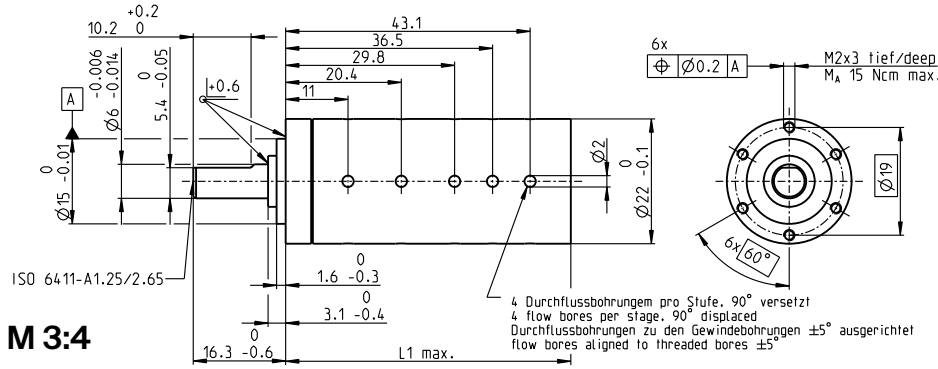 +0.2
10.2 0
43.1
36.5
29.8
20.4
11
6x
⌖ Ø0.2 A
M2x3 tief/deep
MA 15 Ncm max.
A
-0.006
Ø6 -0.014
0
5.4 -0.05
+0.6
0
Ø15 -0.01
Ø2
0
Ø22 -0.1
Ø19
6x 60°
ISO 6411-A1.25/2.65
0
1.6 -0.3
0
3.1 -0.4
0
16.3 -0.6
L1 max.
4 Durchflussbohrungem pro Stufe, 90° versetzt
4 flow bores per stage, 90° displaced
Durchflussbohrungen zu den Gewindebohrungen ±5° ausgerichtet
flow bores aligned to threaded bores ±5°
M 3:4